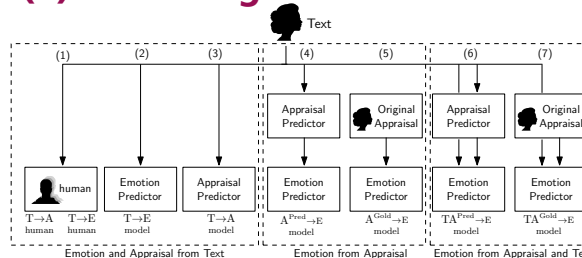 Text
(1) (2) (3) (4) (5) (6) (7)
Appraisal Predictor
Original Appraisal
Appraisal Predictor
Original Appraisal
human
Emotion Predictor
Appraisal Predictor
Emotion Predictor
Emotion Predictor
Emotion Predictor
Emotion Predictor
T→A human
T→E human
T→E model
T→A model
A^Pred→E model
A^Gold→E model
TA^Pred→E model
TA^Gold→E model
Emotion and Appraisal from Text
Emotion from Appraisal
Emotion from Appraisal and Te